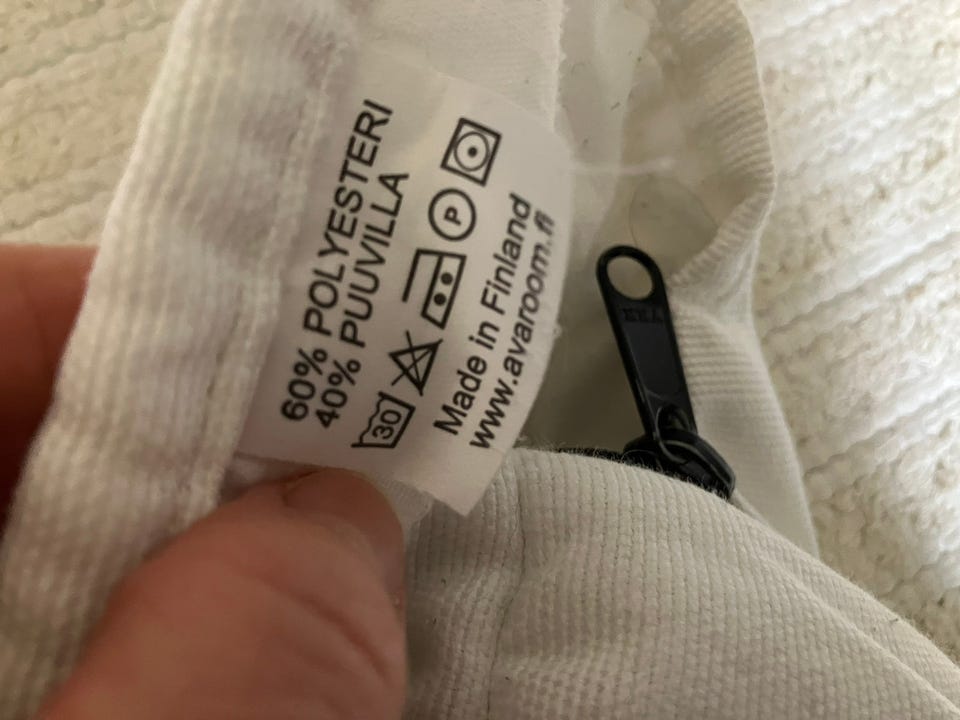 60% POLYESTERI
40% PUUVILLA
30
P
Made in Finland
www.avaroom.fi